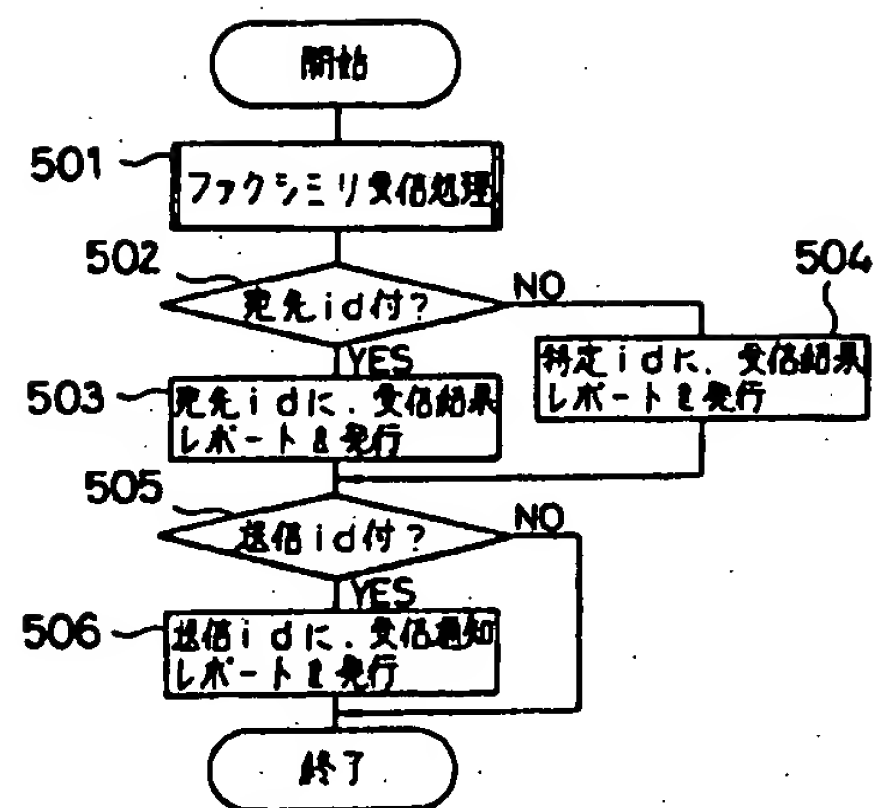 開始
501
ファクシミリ受信処理
502
宛先id付?
NO
504
YES
503
宛先idに、受信結果
レポートを発行
特定idに、受信結果
レポートを発行
505
送信id付?
NO
YES
506
送信idに、受信通知
レポートを発行
終了